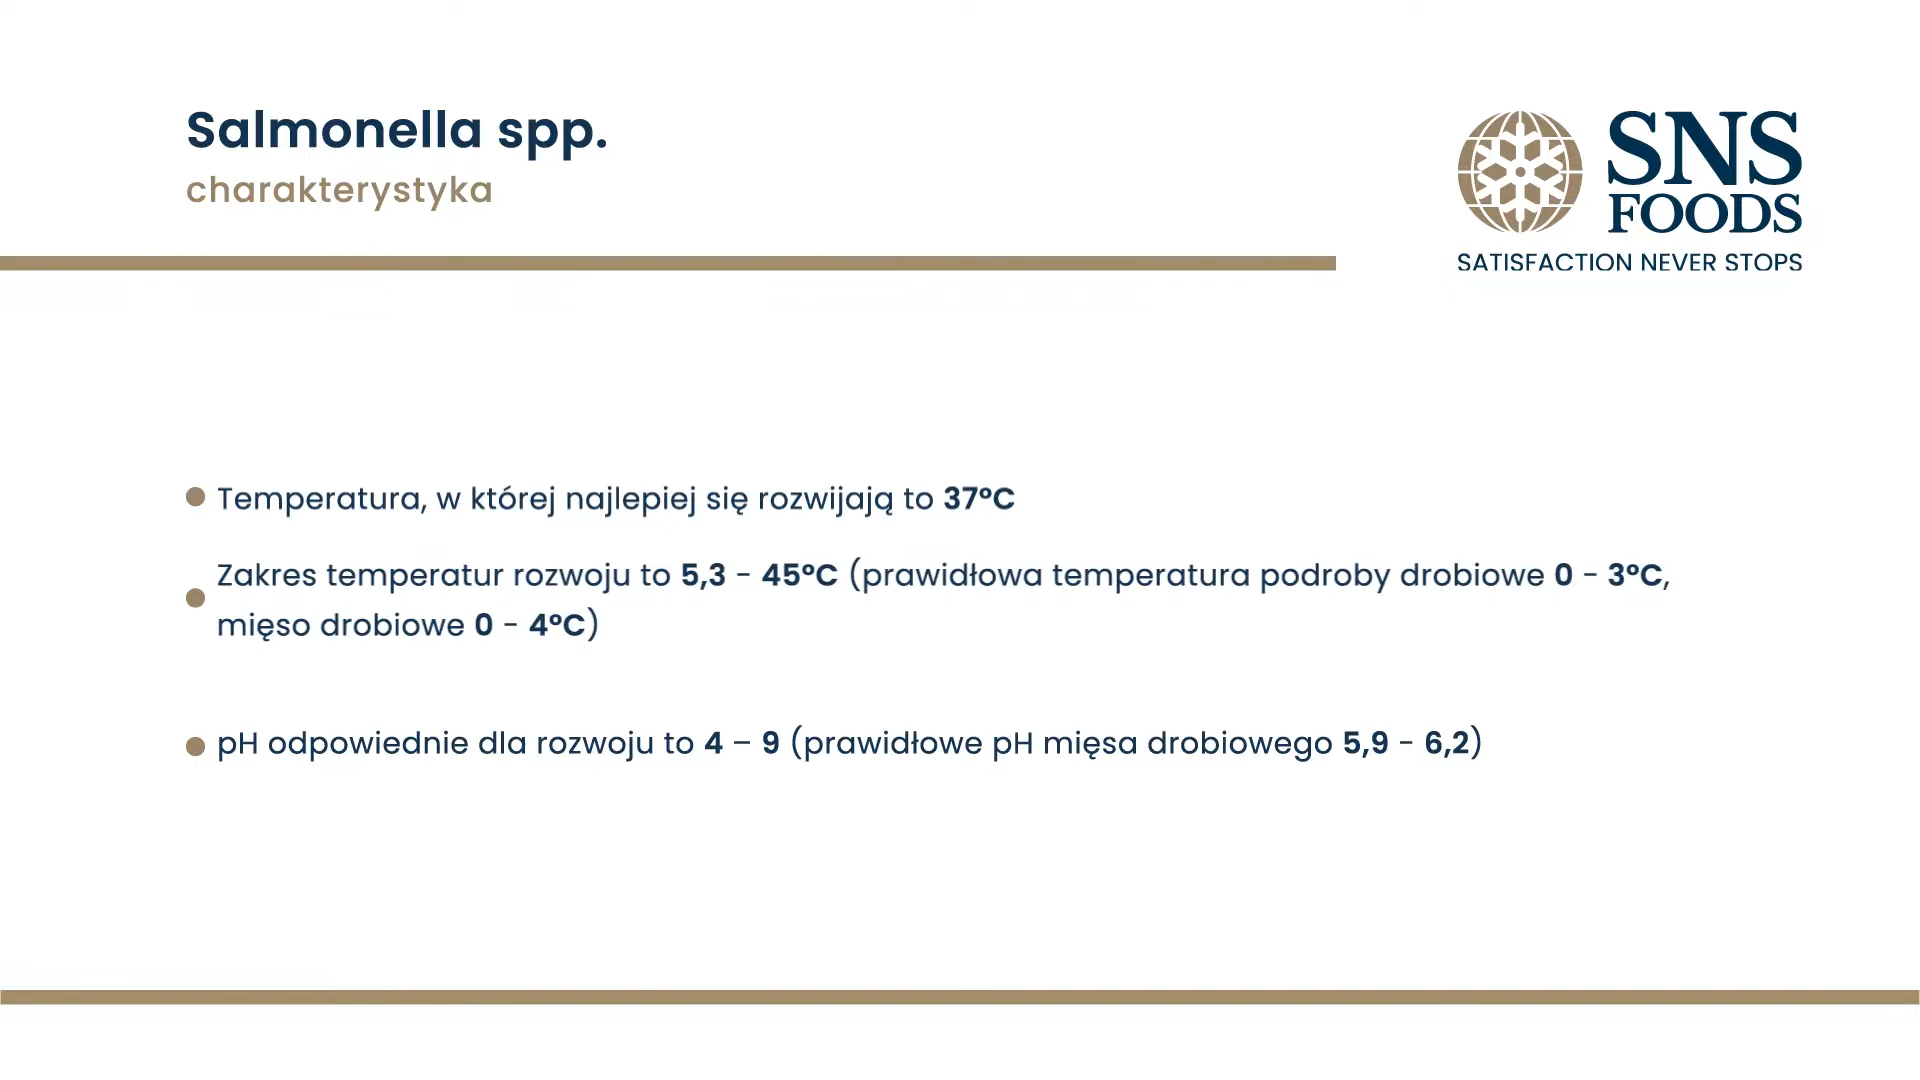 Salmonella spp.
charakterystyka
SNS
FOODS
SATISFACTION NEVER STOPS
Temperatura, w której najlepiej się rozwijają to 37°C
Zakres temperatur rozwoju to 5,3 - 45°C (prawidłowa temperatura podroby drobiowe 0 - 3°C,
mięso drobiowe 0 - 4°C)
pH odpowiednie dla rozwoju to 4 – 9 (prawidłowe pH mięsa drobiowego 5,9 - 6,2)